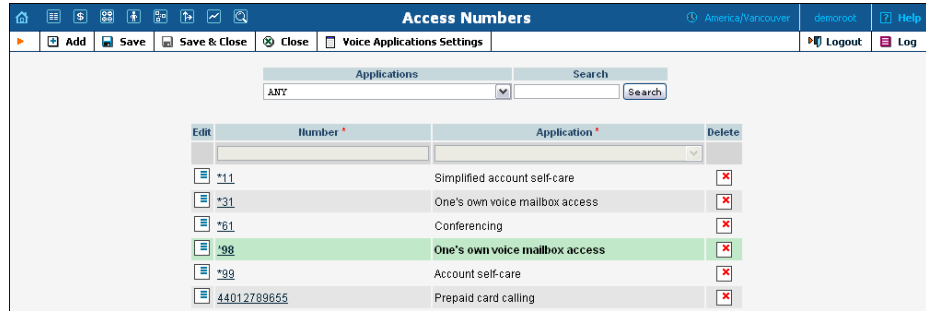 Access Numbers America/Vancouver demoroot Help
Add Save Save & Close Close Voice Applications Settings Logout Log
Applications Search
ANY Search
Edit Number * Application * Delete
*11 Simplified account self-care
*31 One's own voice mailbox access
*61 Conferencing
*98 One's own voice mailbox access
*99 Account self-care
44012789655 Prepaid card calling